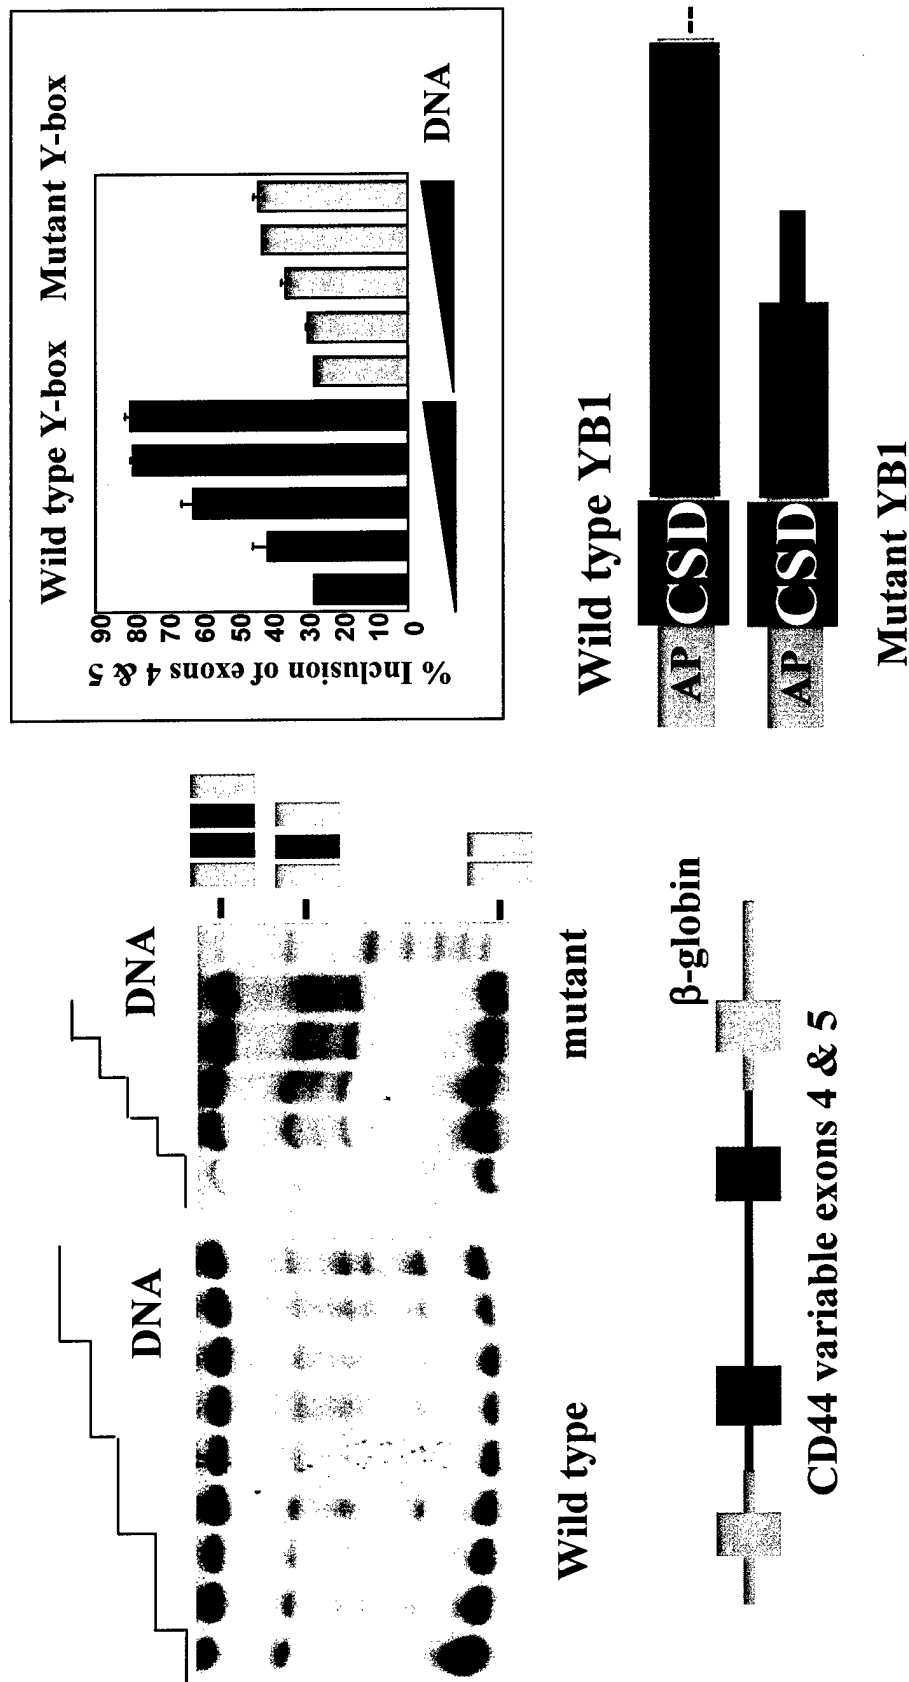 DNA
DNA
Wild type
mutant
β-globin
CD44 variable exons 4 & 5
Wild type Y-box
Mutant Y-box
% Inclusion of exons 4 & 5
90
80
70
60
50
40
30
20
10
0
DNA
Wild type YB1
AP
CSD
--
AP
CSD
Mutant YB1